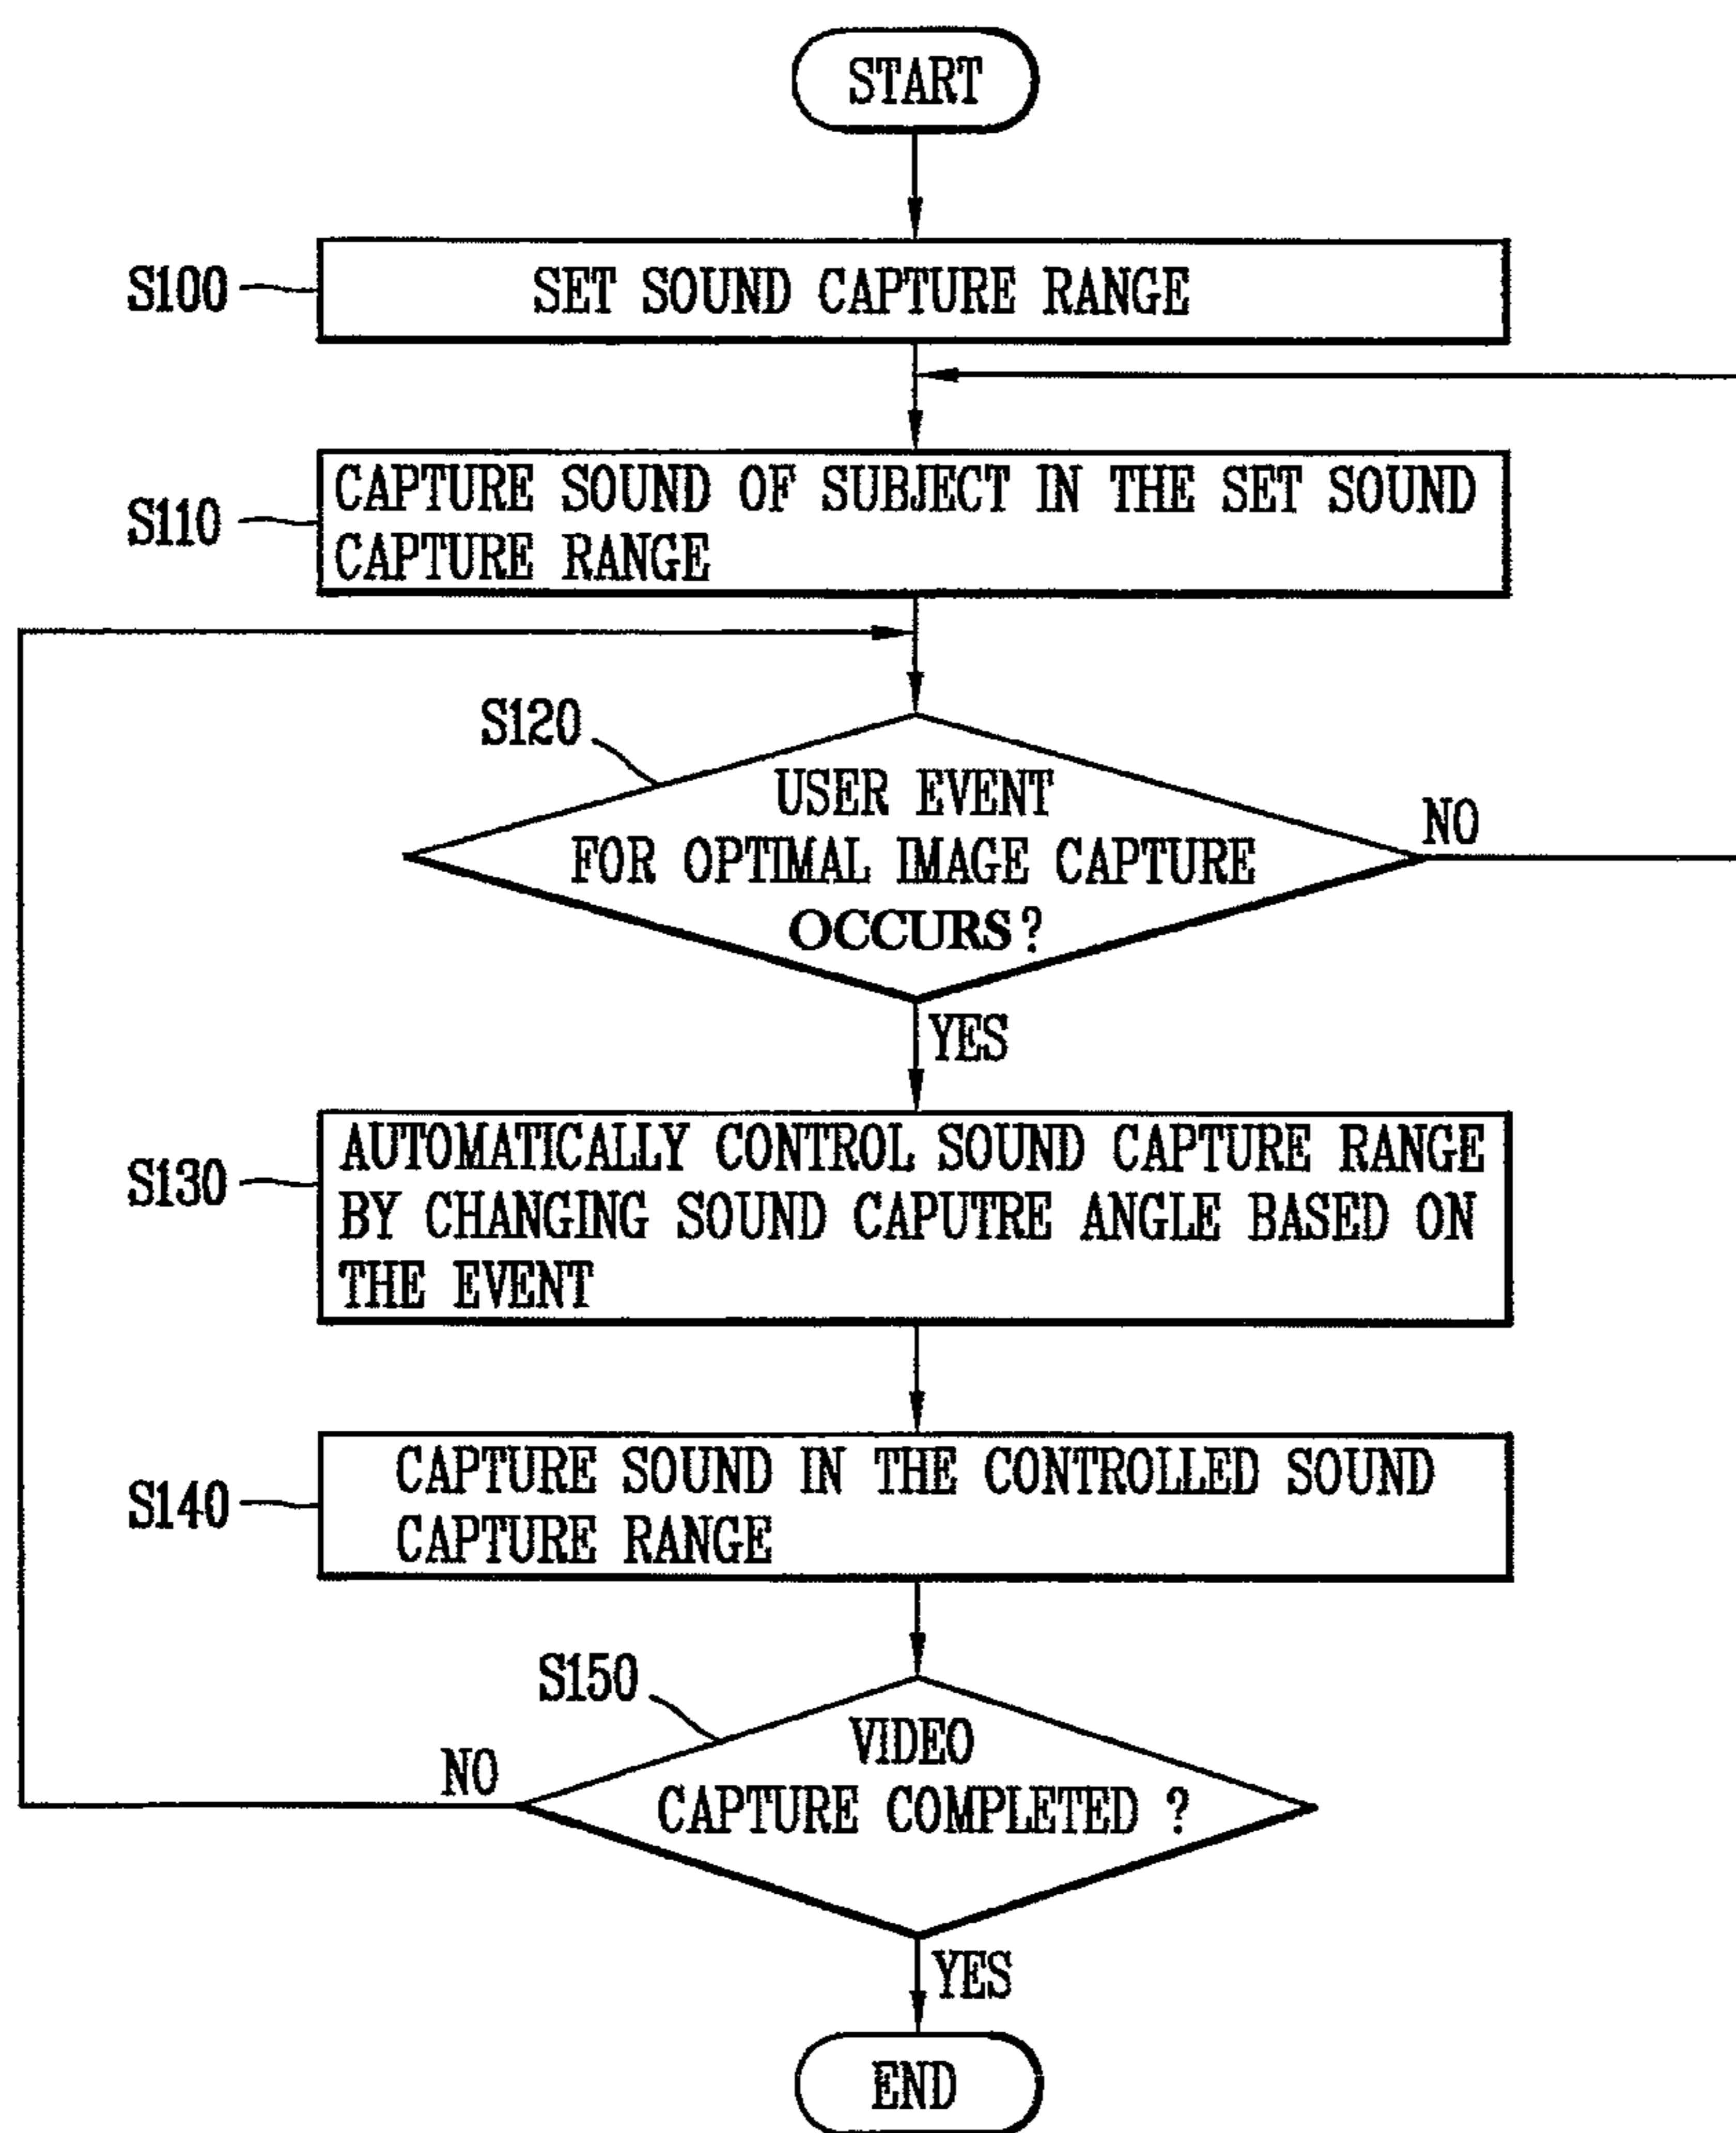 START
S100
SET SOUND CAPTURE RANGE
S110
CAPTURE SOUND OF SUBJECT IN THE SET SOUND
CAPTURE RANGE
S120
USER EVENT
FOR OPTIMAL IMAGE CAPTURE
OCCURS?
NO
YES
S130
AUTOMATICALLY CONTROL SOUND CAPTURE RANGE
BY CHANGING SOUND CAPUTRE ANGLE BASED ON
THE EVENT
S140
CAPTURE SOUND IN THE CONTROLLED SOUND
CAPTURE RANGE
S150
VIDEO
CAPTURE COMPLETED ?
NO
YES
END